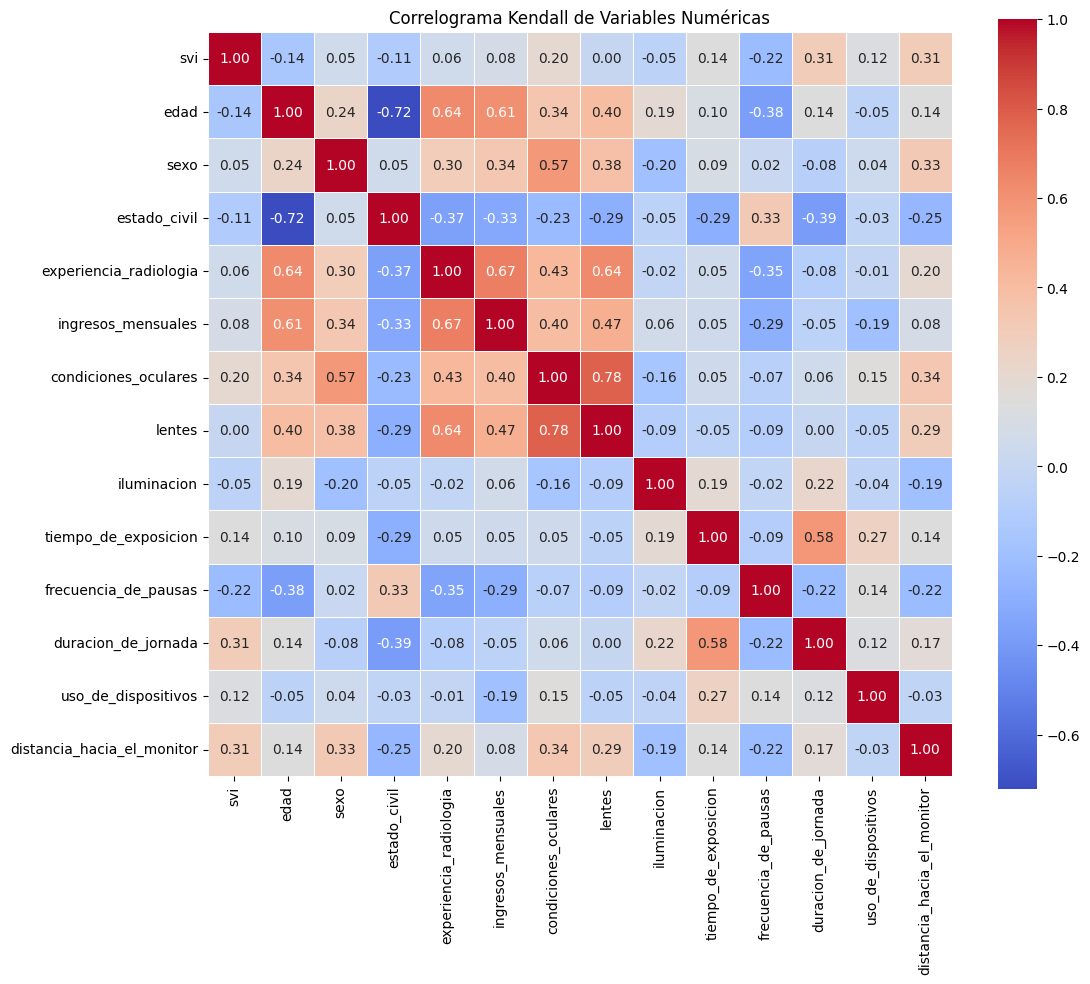 Correlograma Kendall de Variables Numéricas
svi 1.00 -0.14 0.05 -0.11 0.06 0.08 0.20 0.00 -0.05 0.14 -0.22 0.31 0.12 0.31
edad -0.14 1.00 0.24 -0.72 0.64 0.61 0.34 0.40 0.19 0.10 -0.38 0.14 -0.05 0.14
sexo 0.05 0.24 1.00 0.05 0.30 0.34 0.57 0.38 -0.20 0.09 0.02 -0.08 0.04 0.33
estado_civil -0.11 -0.72 0.05 1.00 -0.37 -0.33 -0.23 -0.29 -0.05 -0.29 0.33 -0.39 -0.03 -0.25
experiencia_radiologia 0.06 0.64 0.30 -0.37 1.00 0.67 0.43 0.64 -0.02 0.05 -0.35 -0.08 -0.01 0.20
ingresos_mensuales 0.08 0.61 0.34 -0.33 0.67 1.00 0.40 0.47 0.06 0.05 -0.29 -0.05 -0.19 0.08
condiciones_oculares 0.20 0.34 0.57 -0.23 0.43 0.40 1.00 0.78 -0.16 0.05 -0.07 0.06 0.15 0.34
lentes 0.00 0.40 0.38 -0.29 0.64 0.47 0.78 1.00 -0.09 -0.05 -0.09 0.00 -0.05 0.29
iluminacion -0.05 0.19 -0.20 -0.05 -0.02 0.06 -0.16 -0.09 1.00 0.19 -0.02 0.22 -0.04 -0.19
tiempo_de_exposicion 0.14 0.10 0.09 -0.29 0.05 0.05 0.05 -0.05 0.19 1.00 -0.09 0.58 0.27 0.14
frecuencia_de_pausas -0.22 -0.38 0.02 0.33 -0.35 -0.29 -0.07 -0.09 -0.02 -0.09 1.00 -0.22 0.14 -0.22
duracion_de_jornada 0.31 0.14 -0.08 -0.39 -0.08 -0.05 0.06 0.00 0.22 0.58 -0.22 1.00 0.12 0.17
uso_de_dispositivos 0.12 -0.05 0.04 -0.03 -0.01 -0.19 0.15 -0.05 -0.04 0.27 0.14 0.12 1.00 -0.03
distancia_hacia_el_monitor 0.31 0.14 0.33 -0.25 0.20 0.08 0.34 0.29 -0.19 0.14 -0.22 0.17 -0.03 1.00
svi
edad
sexo
estado_civil
experiencia_radiologia
ingresos_mensuales
condiciones_oculares
lentes
iluminacion
tiempo_de_exposicion
frecuencia_de_pausas
duracion_de_jornada
uso_de_dispositivos
distancia_hacia_el_monitor
1.0
0.8
0.6
0.4
0.2
0.0
−0.2
−0.4
−0.6